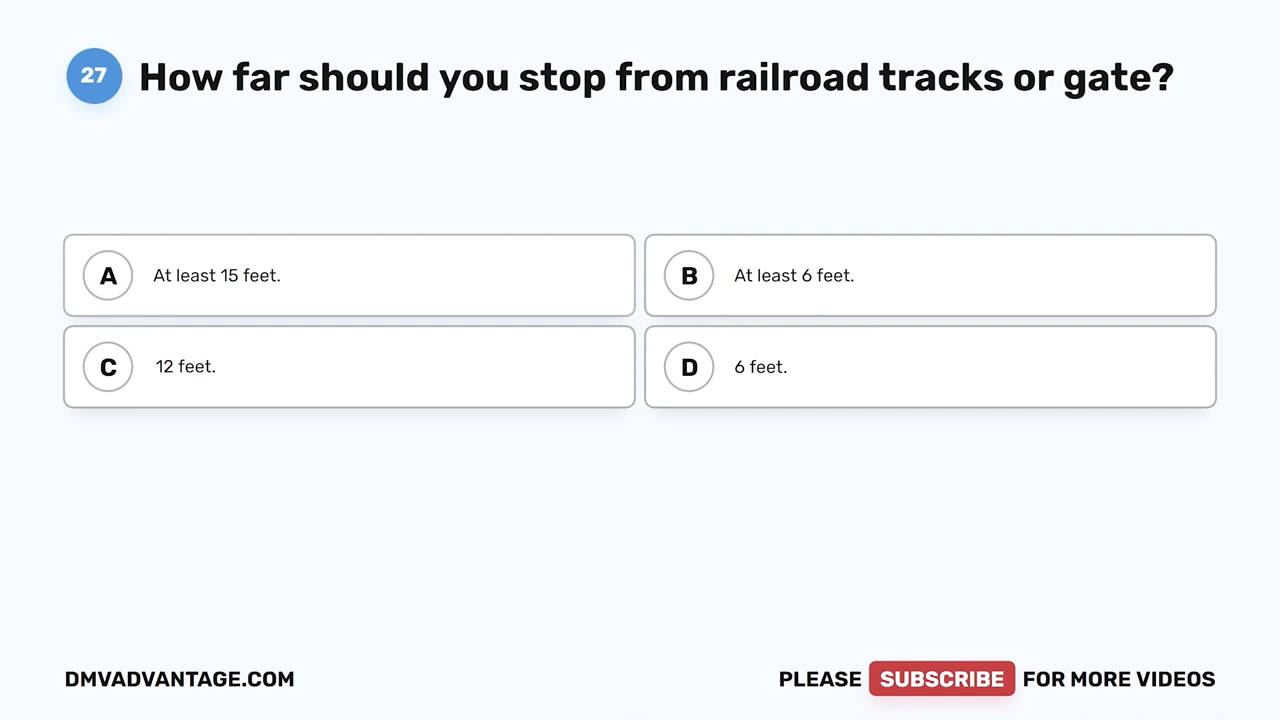 27 How far should you stop from railroad tracks or gate?
A At least 15 feet.
B At least 6 feet.
C 12 feet.
D 6 feet.
DMVADVANTAGE.COM
PLEASE SUBSCRIBE FOR MORE VIDEOS